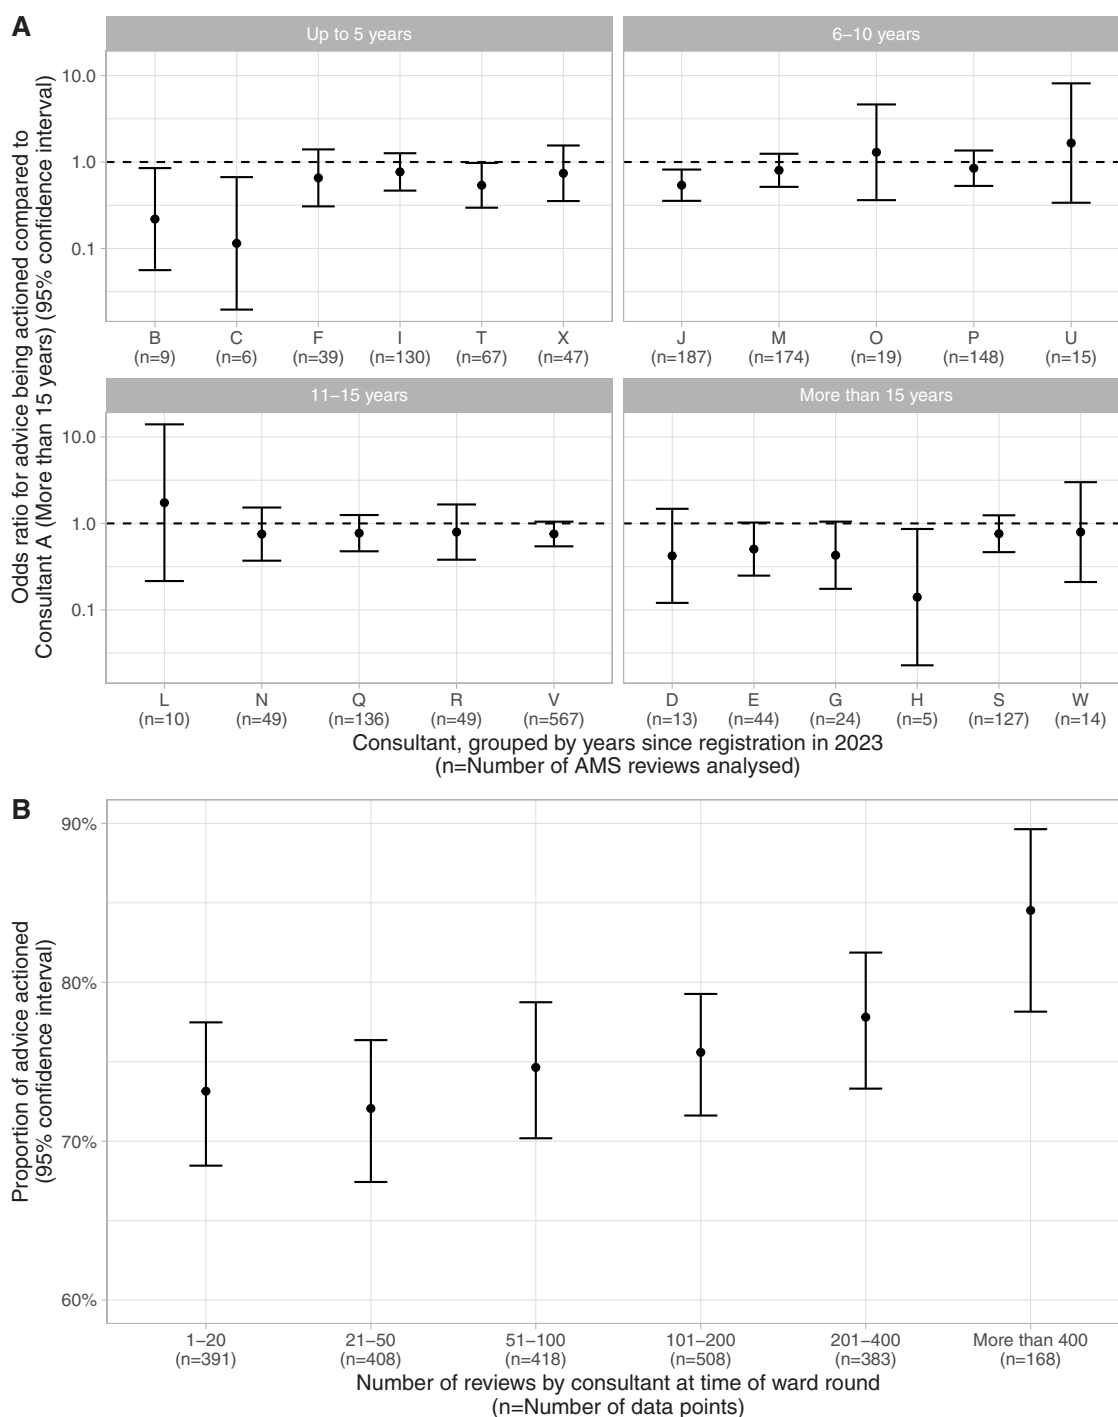 A
Up to 5 years
6–10 years
Odds ratio for advice being actioned compared to
Consultant A (More than 15 years) (95% confidence interval)
10.0
1.0
0.1
B
C
F
I
T
X
(n=9)
(n=6)
(n=39)
(n=130)
(n=67)
(n=47)
J
M
O
P
U
(n=187)
(n=174)
(n=19)
(n=148)
(n=15)
11–15 years
More than 15 years
10.0
1.0
0.1
L
N
Q
R
V
(n=10)
(n=49)
(n=136)
(n=49)
(n=567)
D
E
G
H
S
W
(n=13)
(n=44)
(n=24)
(n=5)
(n=127)
(n=14)
Consultant, grouped by years since registration in 2023
(n=Number of AMS reviews analysed)
B
Proportion of advice actioned
(95% confidence interval)
90%
80%
70%
60%
1–20
21–50
51–100
101–200
201–400
More than 400
(n=391)
(n=408)
(n=418)
(n=508)
(n=383)
(n=168)
Number of reviews by consultant at time of ward round
(n=Number of data points)